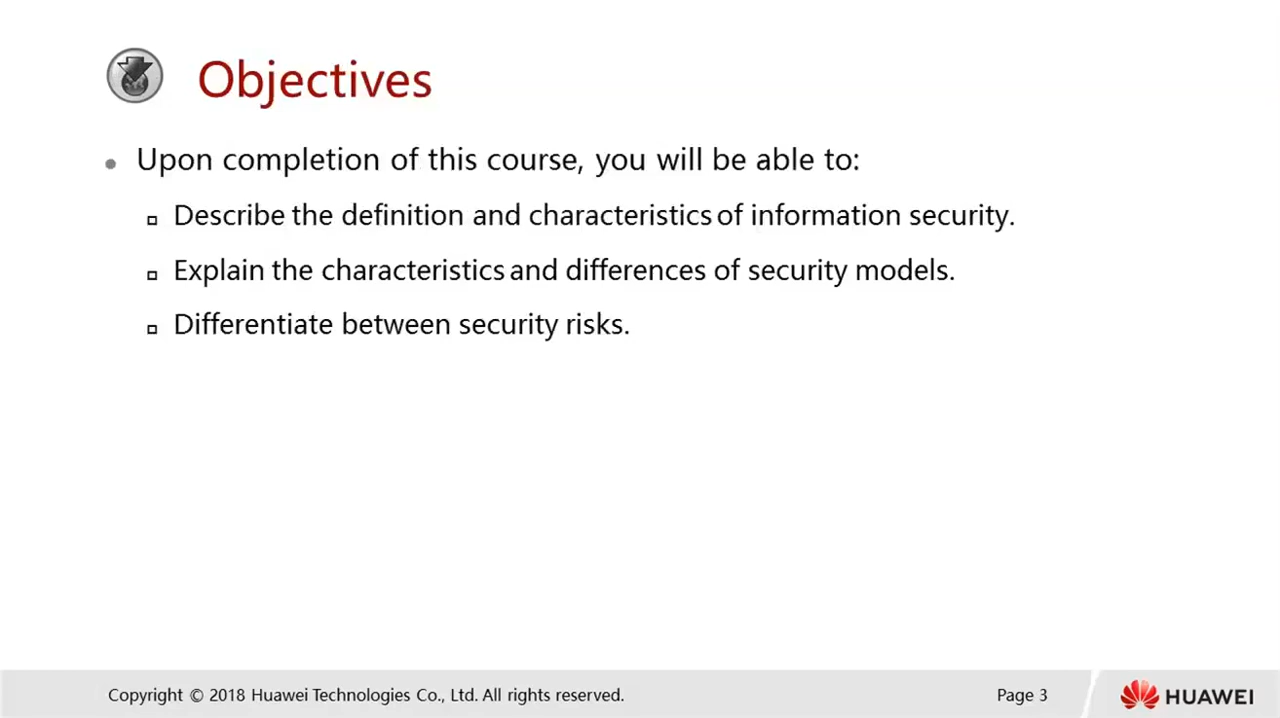 Objectives
Upon completion of this course, you will be able to:
Describe the definition and characteristics of information security.
Explain the characteristics and differences of security models.
Differentiate between security risks.
Copyright © 2018 Huawei Technologies Co., Ltd. All rights reserved.
Page 3
HUAWEI